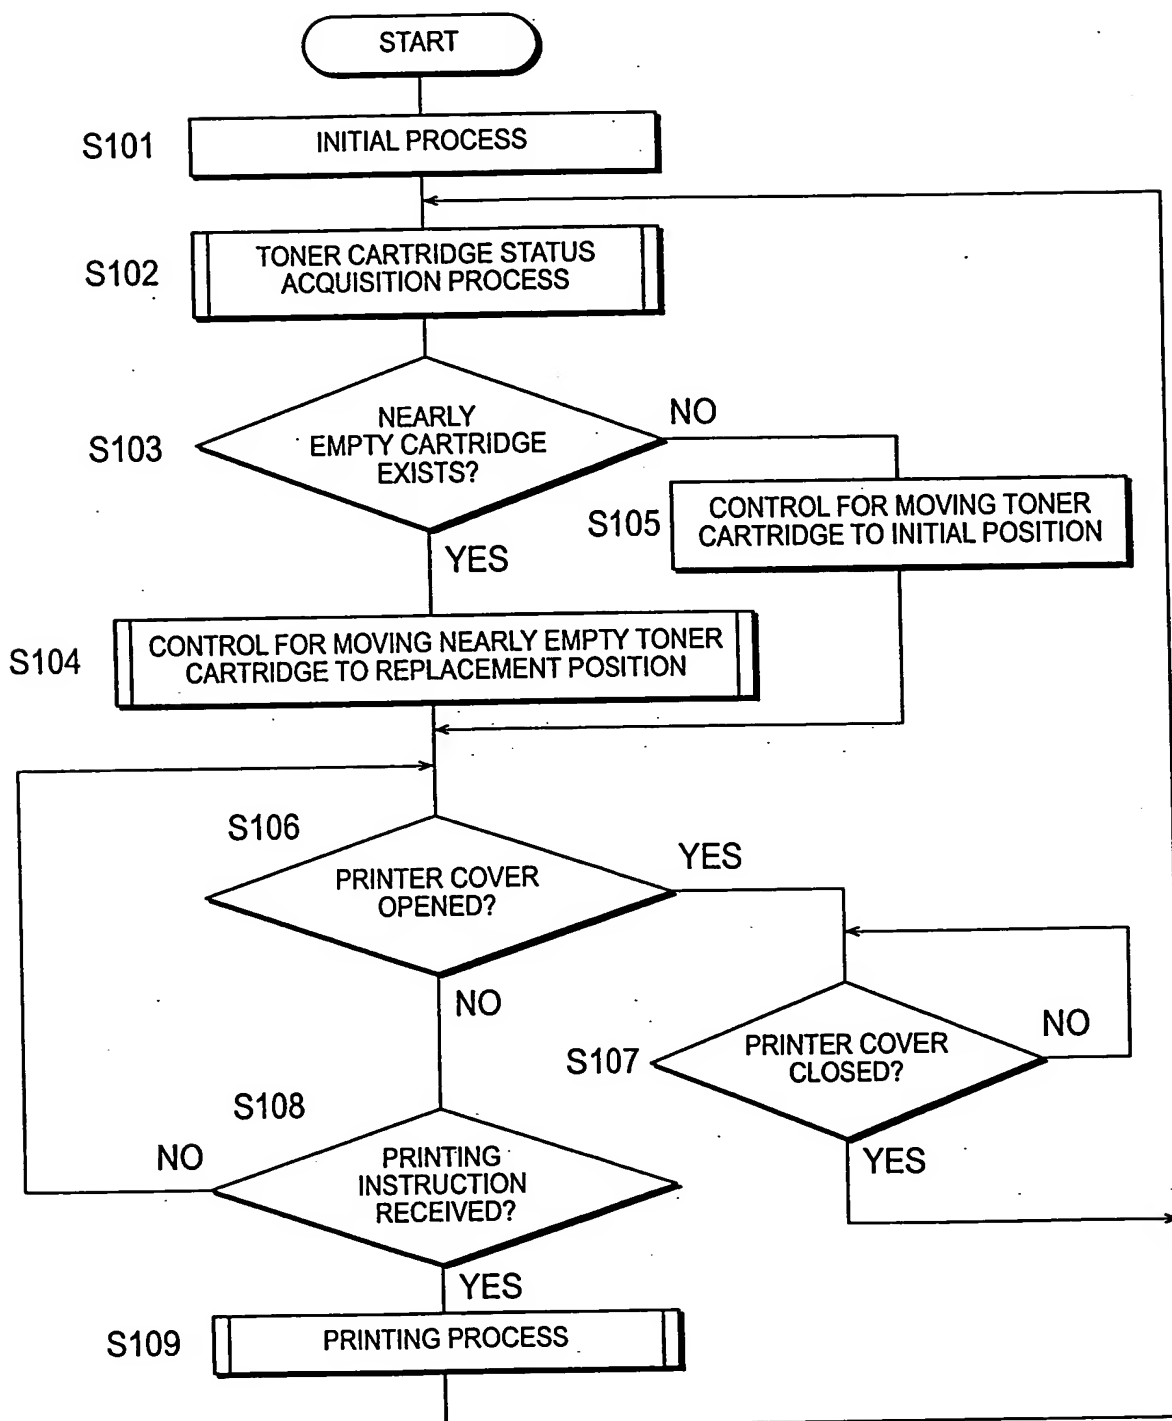 START
S101
INITIAL PROCESS
S102
TONER CARTRIDGE STATUS
ACQUISITION PROCESS
S103
NEARLY
EMPTY CARTRIDGE
EXISTS?
NO
YES
S105
CONTROL FOR MOVING TONER
CARTRIDGE TO INITIAL POSITION
S104
CONTROL FOR MOVING NEARLY EMPTY TONER
CARTRIDGE TO REPLACEMENT POSITION
S106
PRINTER COVER
OPENED?
YES
NO
S107
PRINTER COVER
CLOSED?
NO
YES
S108
PRINTING
INSTRUCTION
RECEIVED?
NO
YES
S109
PRINTING PROCESS